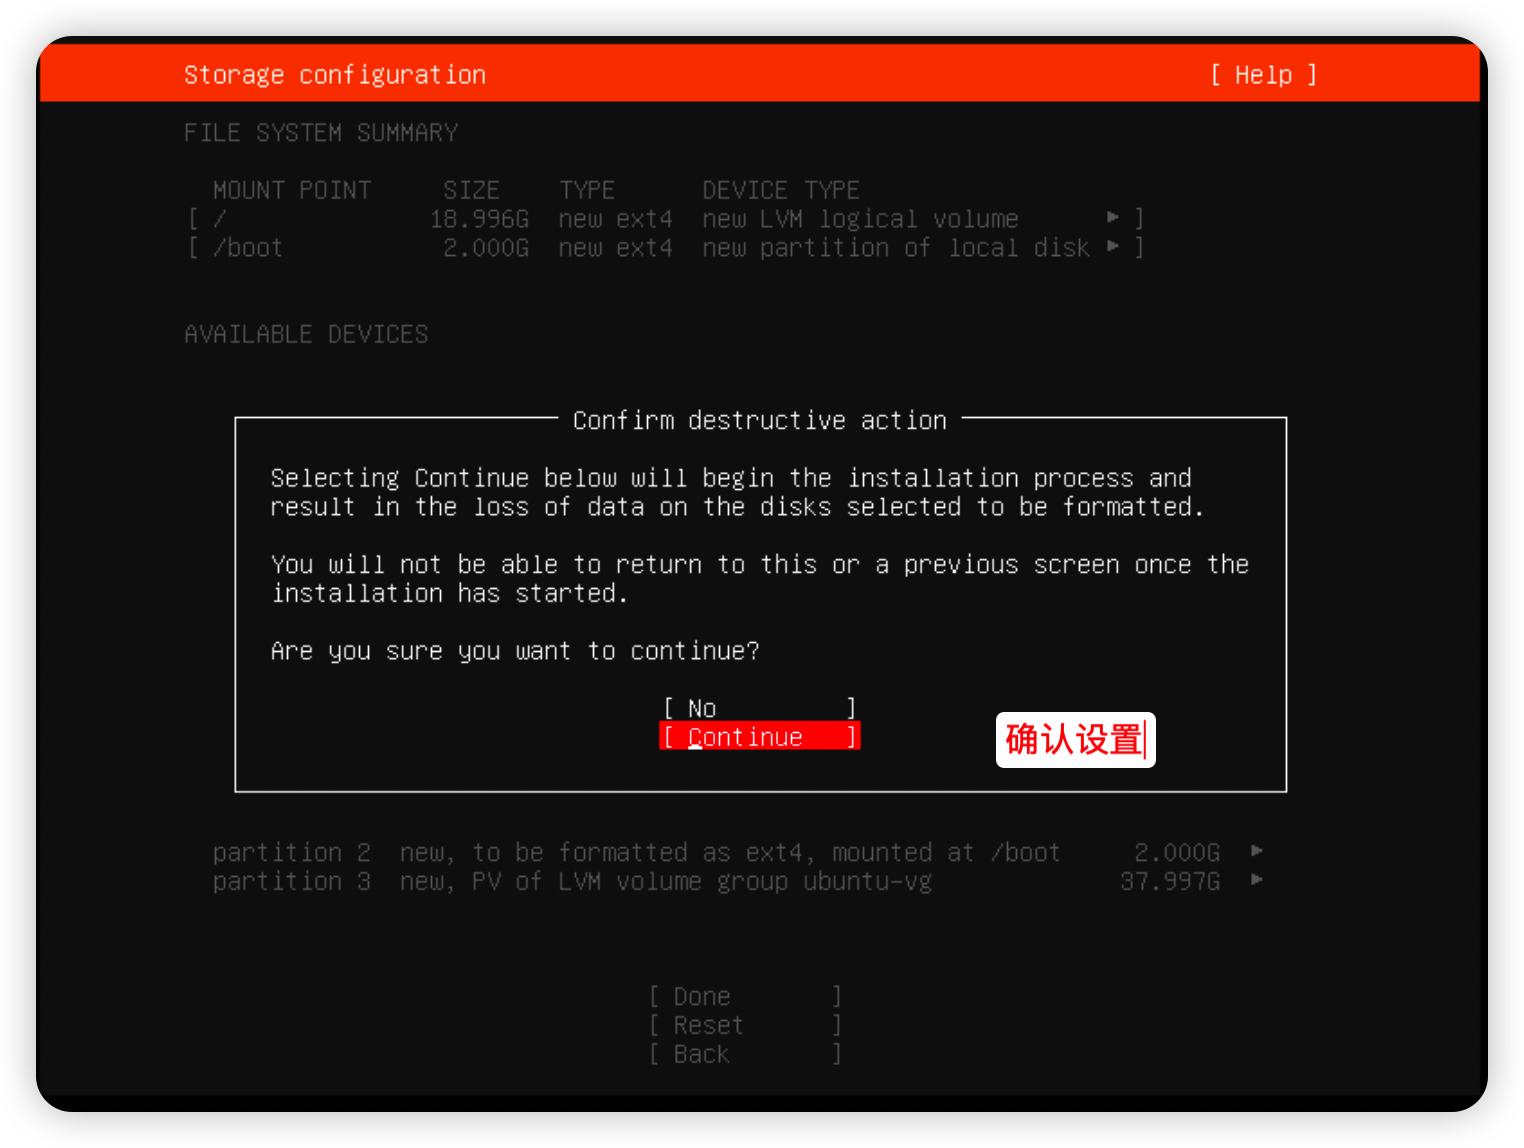 Storage configuration [ Help ]
FILE SYSTEM SUMMARY
MOUNT POINT SIZE TYPE DEVICE TYPE
[ / 18.996G new ext4 new LVM logical volume ▸ ]
[ /boot 2.000G new ext4 new partition of local disk ▸ ]
AVAILABLE DEVICES
Confirm destructive action
Selecting Continue below will begin the installation process and
result in the loss of data on the disks selected to be formatted.
You will not be able to return to this or a previous screen once the
installation has started.
Are you sure you want to continue?
[ No ]
[ Continue ]
确认设置
partition 2 new, to be formatted as ext4, mounted at /boot 2.000G ▸
partition 3 new, PV of LVM volume group ubuntu-vg 37.997G ▸
[ Done ]
[ Reset ]
[ Back ]